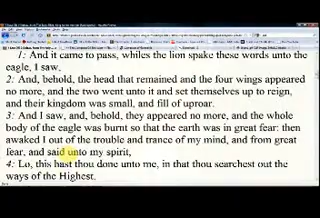 1: And it came to pass, whiles the lion spake these words unto the
eagle, I saw,
2: And, behold, the head that remained and the four wings appeared
no more, and the two went unto it and set themselves up to reign,
and their kingdom was small, and fill of uproar.
3: And I saw, and, behold, they appeared no more, and the whole
body of the eagle was burnt so that the earth was in great fear: then
awaked I out of the trouble and trance of my mind, and from great
fear, and said unto my spirit,
4: Lo, this hast thou done unto me, in that thou searchest out the
ways of the Highest.